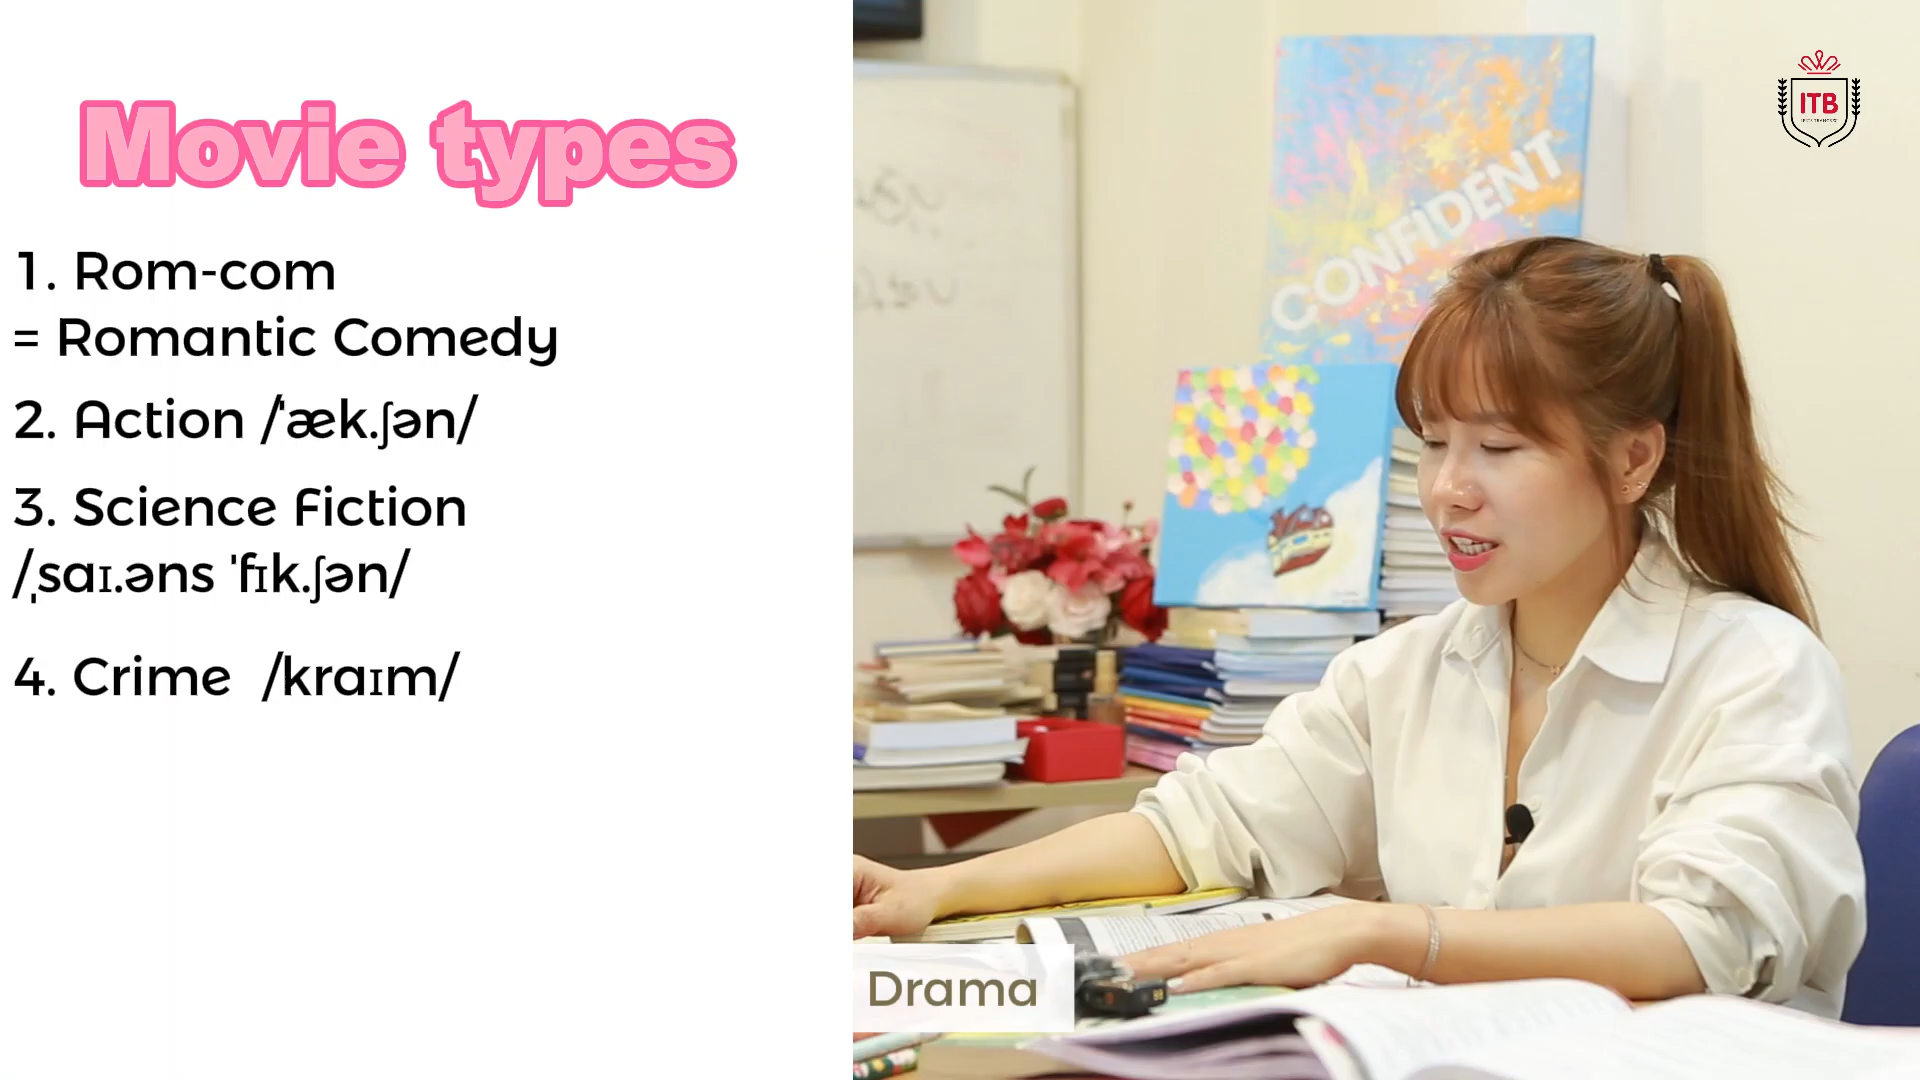 Movie types
1. Rom-com
= Romantic Comedy
2. Action /ˈæk.ʃən/
3. Science Fiction
/ˌsaɪ.əns ˈfɪk.ʃən/
4. Crime /kraɪm/
CONFIDENT
ITB
Drama